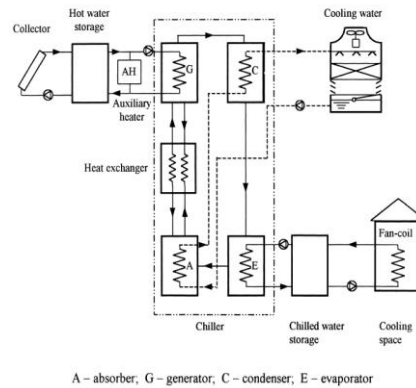 Collector
Hot water
storage
Cooling water
AH
Auxiliary
heater
G
C
Heat exchanger
A
E
Fan-coil
Chiller
Chilled water
storage
Cooling
space
A – absorber; G – generator; C – condenser; E – evaporator